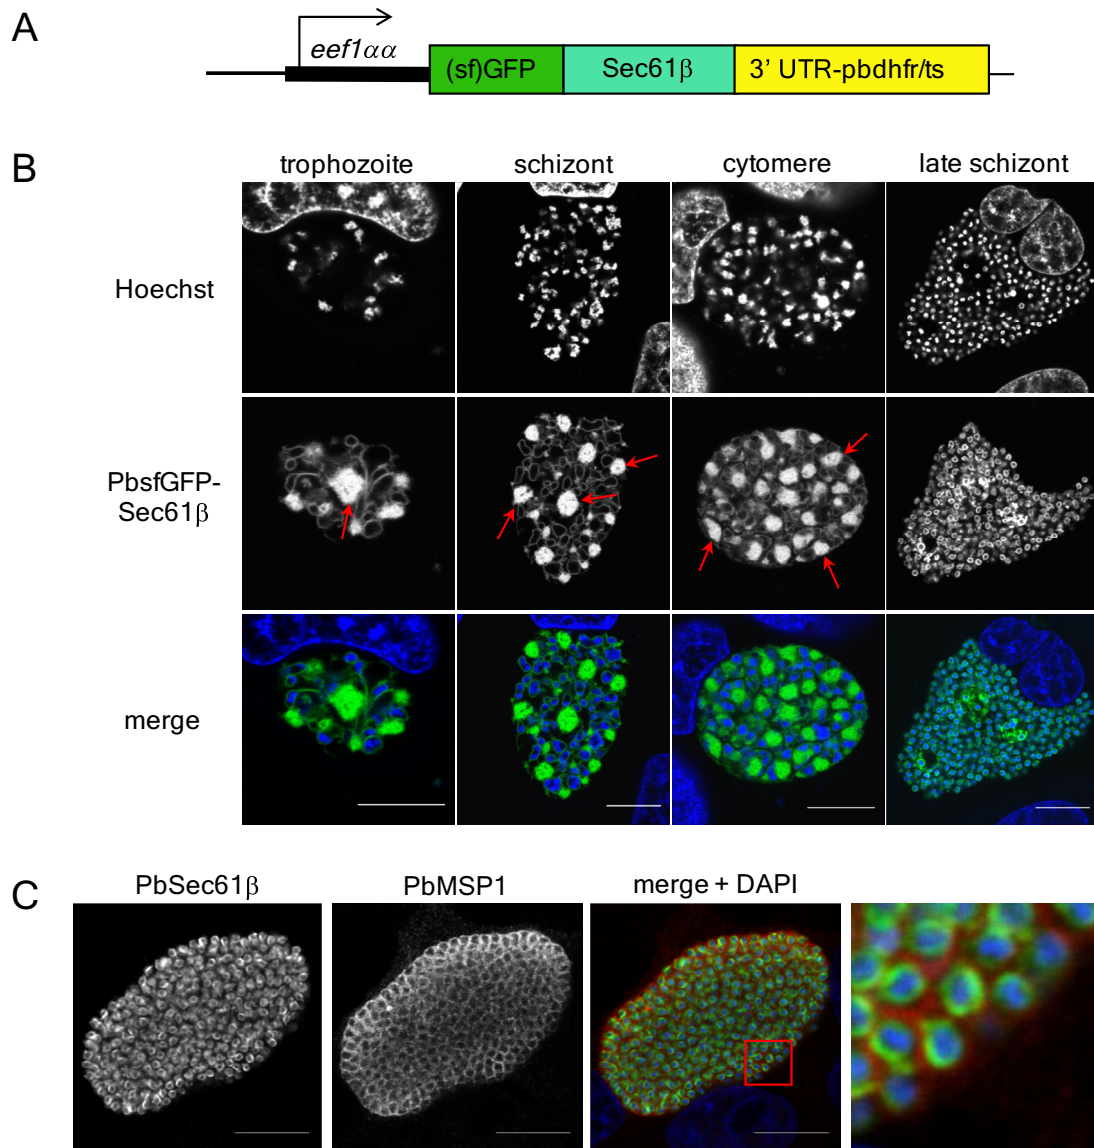 A
eef1αα
(sf)GFP
Sec61β
3’ UTR-pbdhfr/ts
B
trophozoite
schizont
cytomere
late schizont
Hoechst
PbsfGFP-
Sec61β
merge
C
PbSec61β
PbMSP1
merge + DAPI